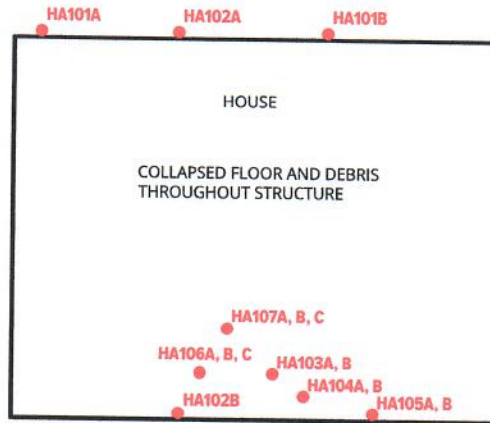 HA101A
HA102A
HA101B
HOUSE
COLLAPSED FLOOR AND DEBRIS
THROUGHOUT STRUCTURE
HA107A, B, C
HA106A, B, C
HA103A, B
HA104A, B
HA102B
HA105A, B